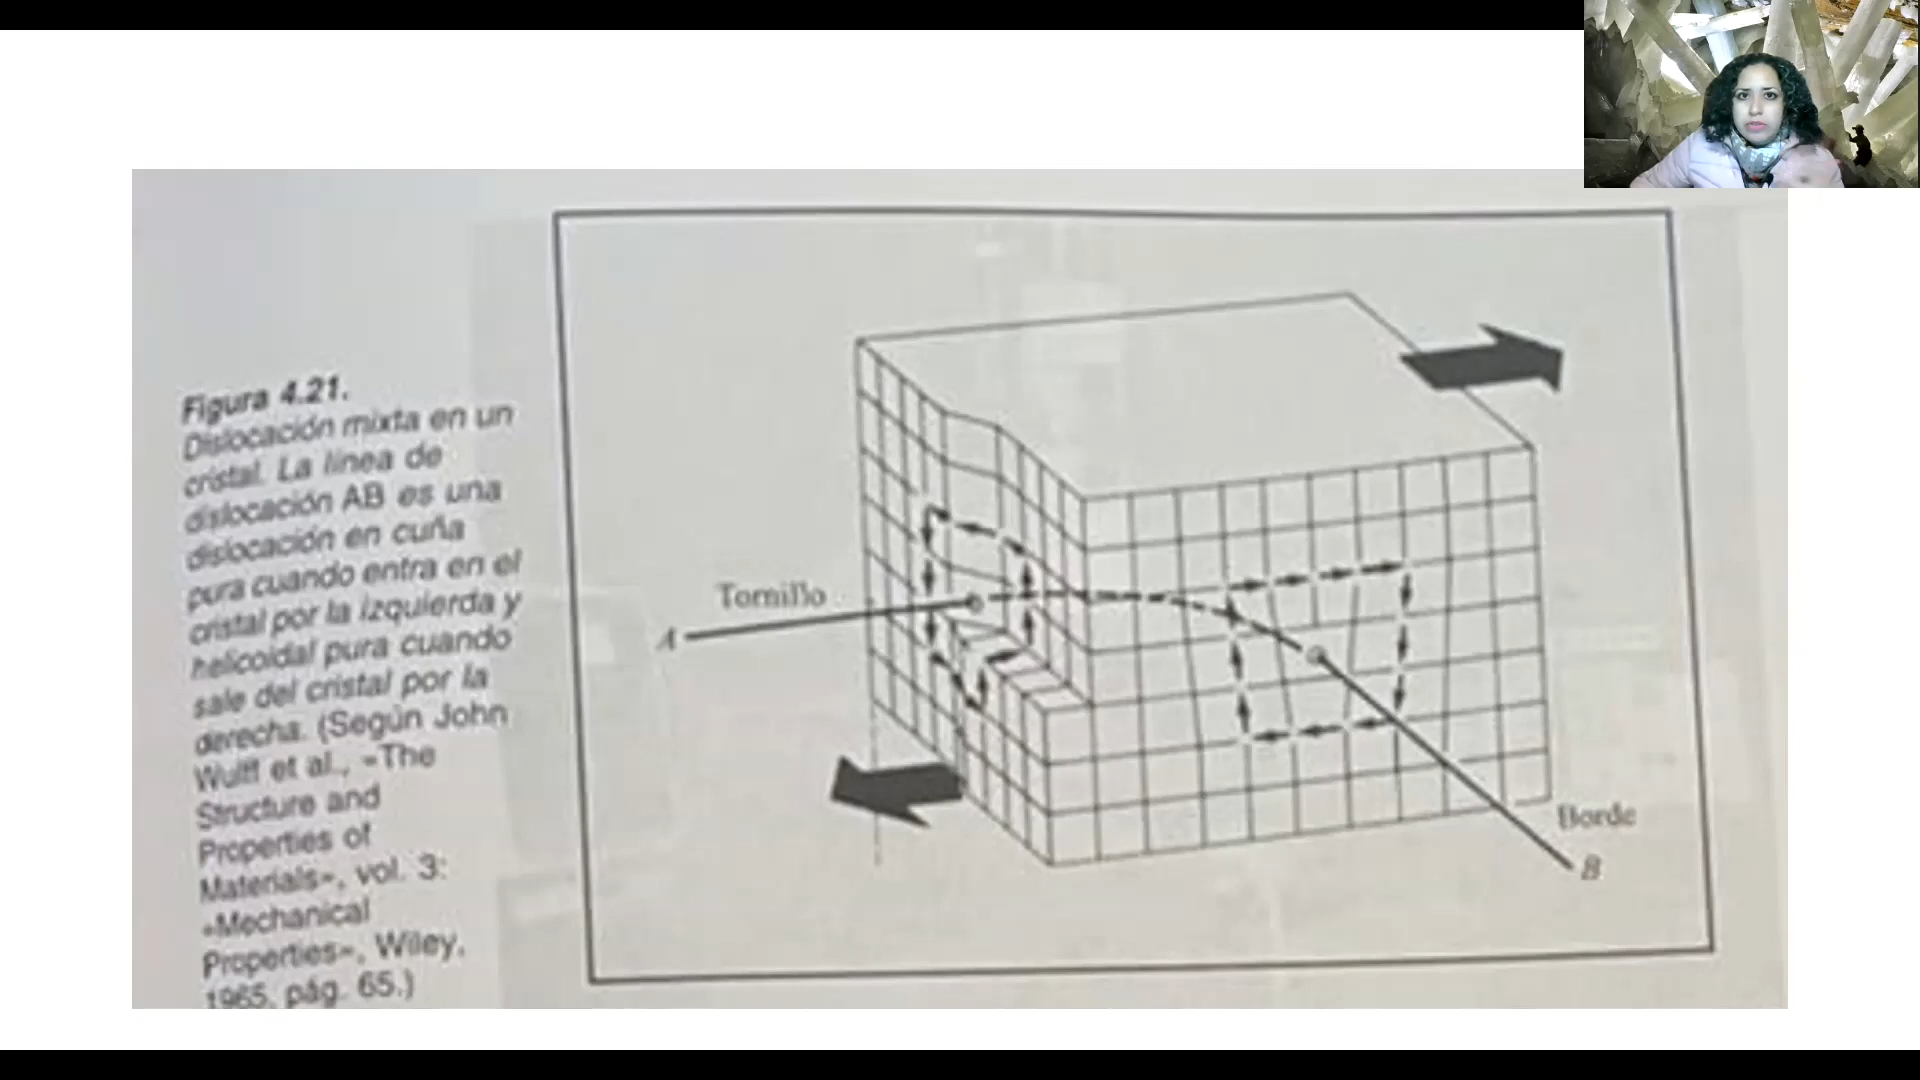 Figura 4.21.
Dislocación mixta en un
cristal. La línea de
dislocación AB es una
dislocación en cuña
pura cuando entra en el
cristal por la izquierda y
helicoidal pura cuando
sale del cristal por la
derecha. (Según John
Wulff et al., «The
Structure and
Properties of
Materials», vol. 3:
«Mechanical
Properties», Wiley,
1965, pág. 65.)
Tornillo
A
Borde
B